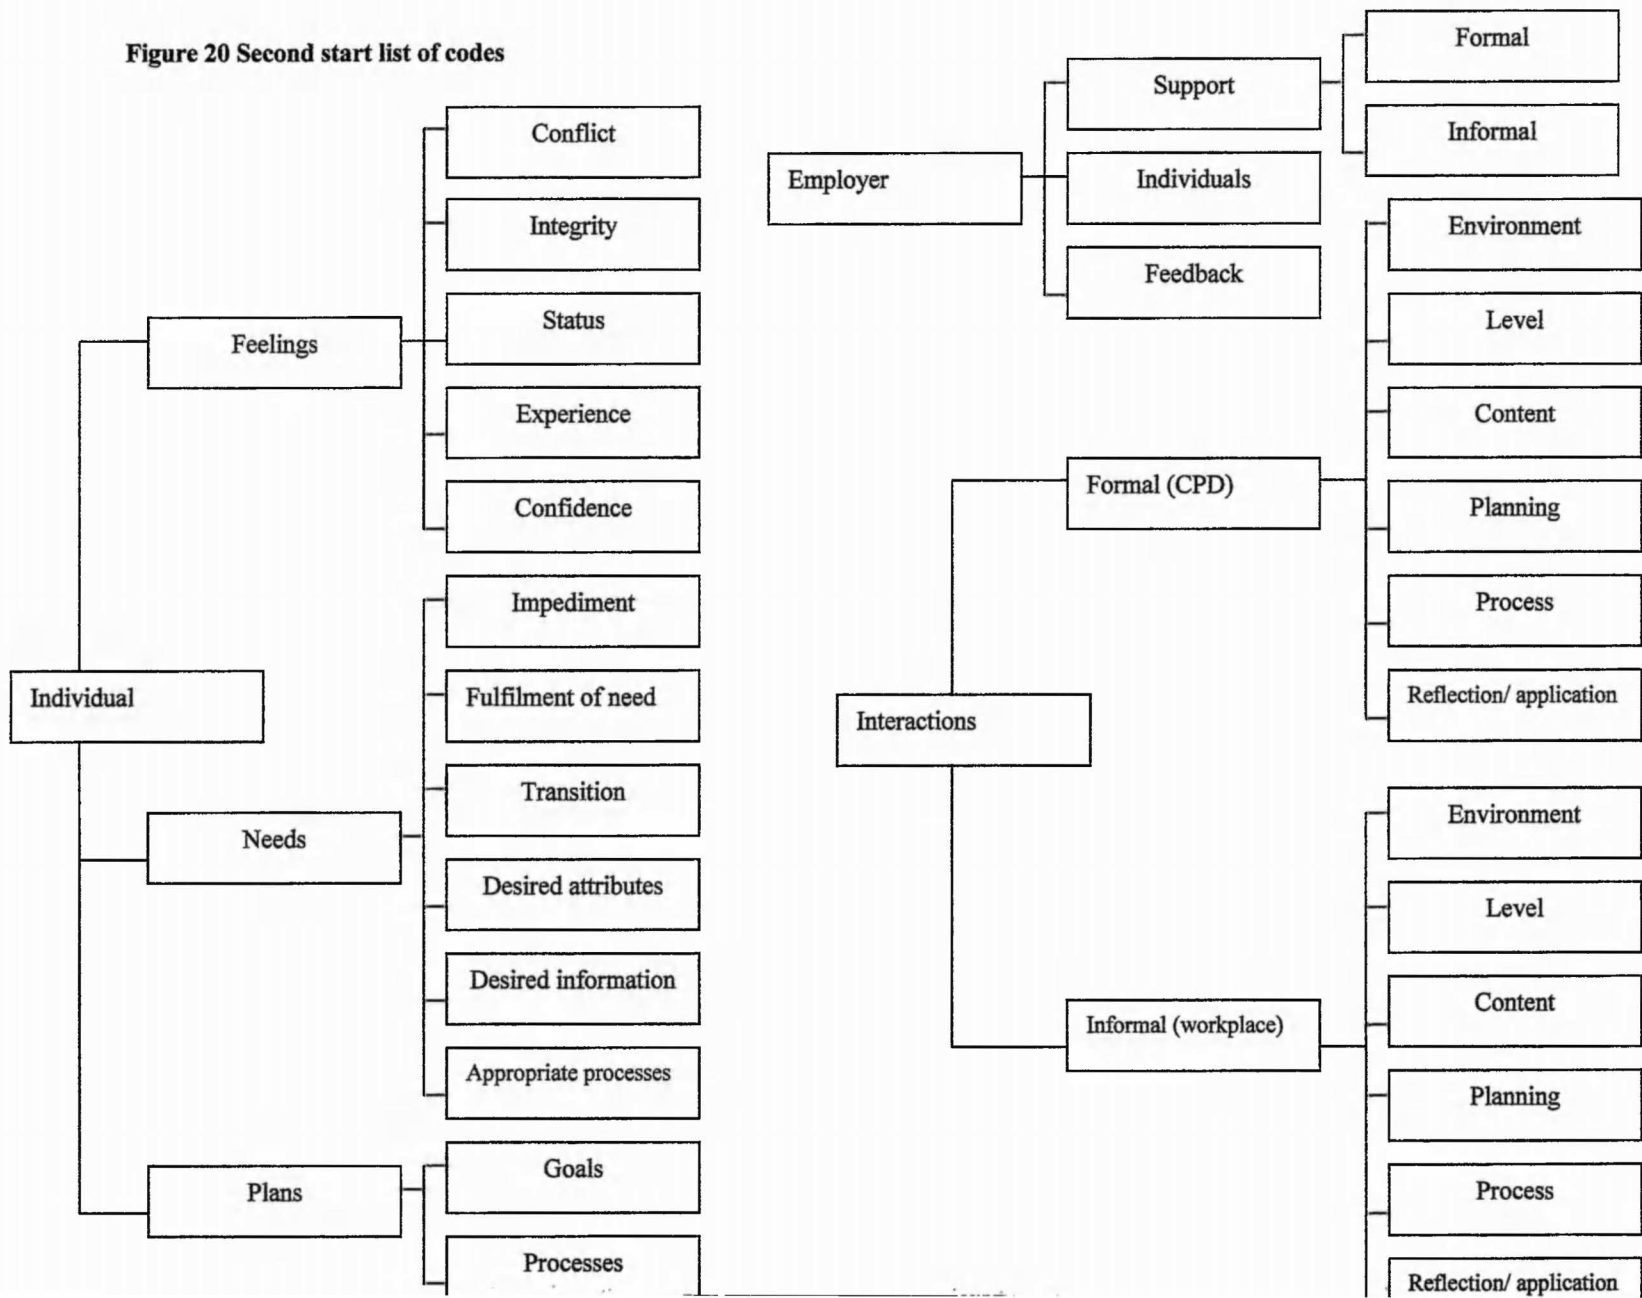 Figure 20 Second start list of codes
Individual
Feelings
Conflict
Integrity
Status
Experience
Confidence
Needs
Impediment
Fulfilment of need
Transition
Desired attributes
Desired information
Appropriate processes
Plans
Goals
Processes
Employer
Support
Formal
Informal
Individuals
Feedback
Interactions
Formal (CPD)
Environment
Level
Content
Planning
Process
Reflection/ application
Informal (workplace)
Environment
Level
Content
Planning
Process
Reflection/ application